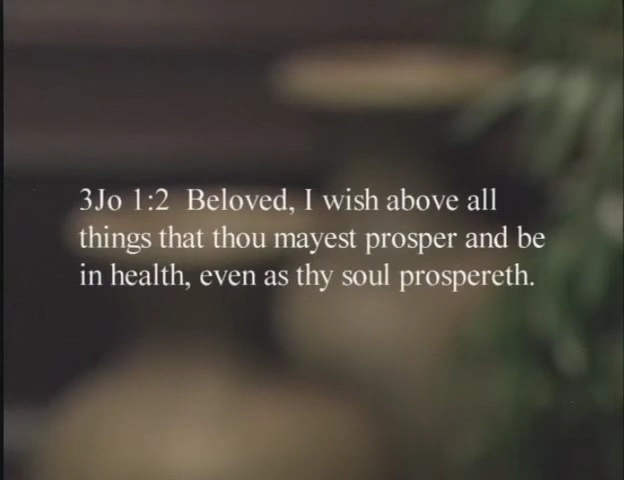 3Jo 1:2 Beloved, I wish above all
things that thou mayest prosper and be
in health, even as thy soul prospereth.